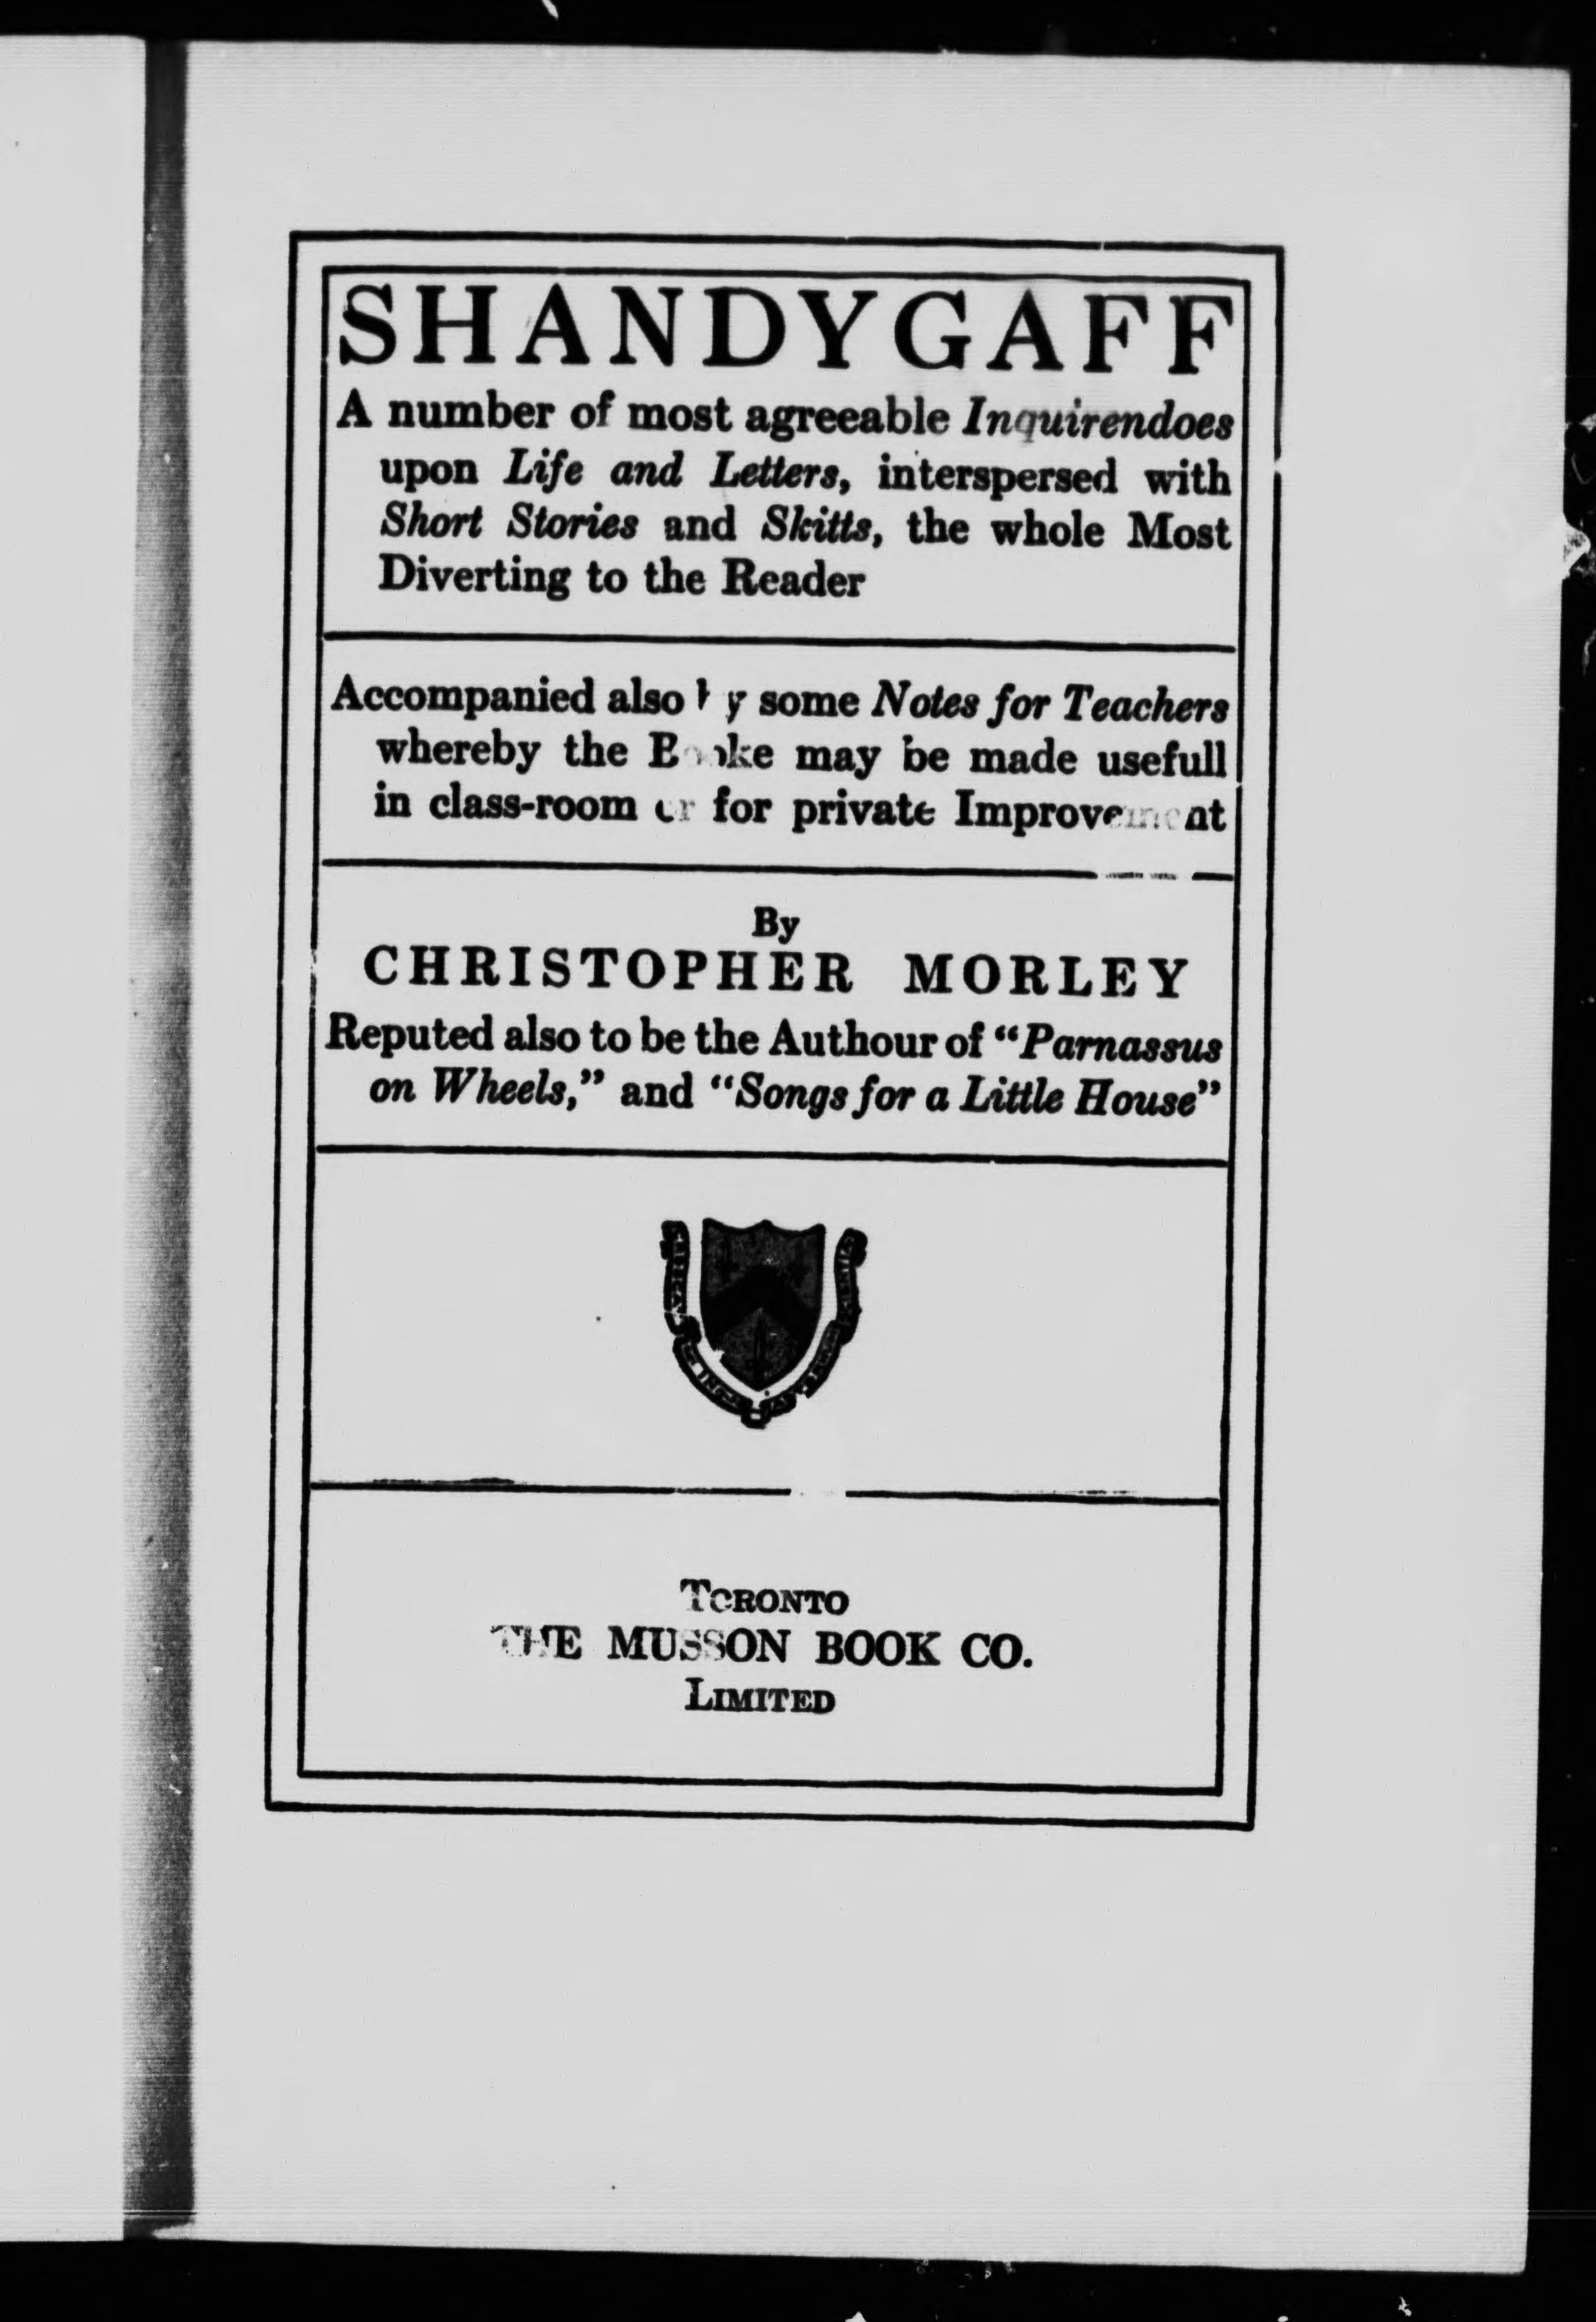 SHANDYGAFF
A number of most agreeable Inquirendoes
upon Life and Letters, interspersed with
Short Stories and Skitts, the whole Most
Diverting to the Reader
Accompanied also by some Notes for Teachers
whereby the Booke may be made usefull
in class-room or for private Improvement
By
CHRISTOPHER MORLEY
Reputed also to be the Authour of "Parnassus
on Wheels," and "Songs for a Little House"
TORONTO
THE MUSSON BOOK CO.
LIMITED